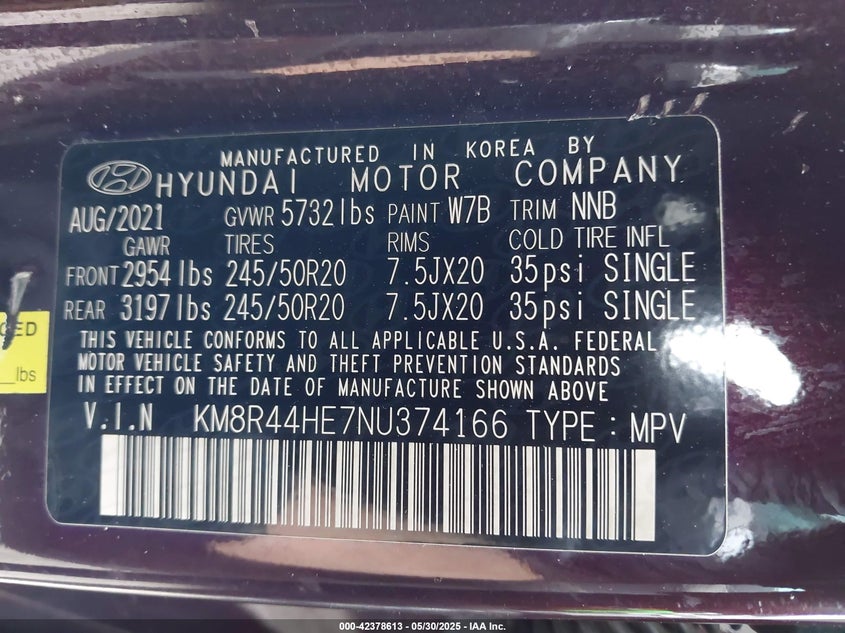 MANUFACTURED IN KOREA BY
HYUNDAI MOTOR COMPANY
AUG/2021 GVWR 5732lbs PAINT W7B TRIM NNB
GAWR TIRES RIMS COLD TIRE INFL
FRONT 2954lbs 245/50R20 7.5JX20 35psi SINGLE
REAR 3197lbs 245/50R20 7.5JX20 35psi SINGLE
THIS VEHICLE CONFORMS TO ALL APPLICABLE U.S.A. FEDERAL
MOTOR VEHICLE SAFETY AND THEFT PREVENTION STANDARDS
IN EFFECT ON THE DATE OF MANUFACTURE SHOWN ABOVE
V.I.N KM8R44HE7NU374166 TYPE : MPV
lbs
000-42378613 - 05/30/2025 - IAA Inc.